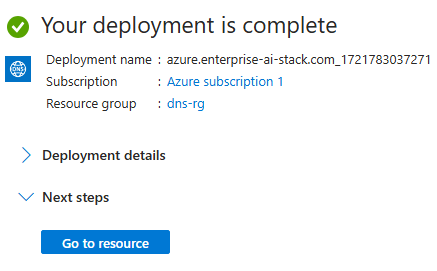 Your deployment is complete
Deployment name : azure.enterprise-ai-stack.com_1721783037271
Subscription : Azure subscription 1
Resource group : dns-rg
Deployment details
Next steps
Go to resource
DNS